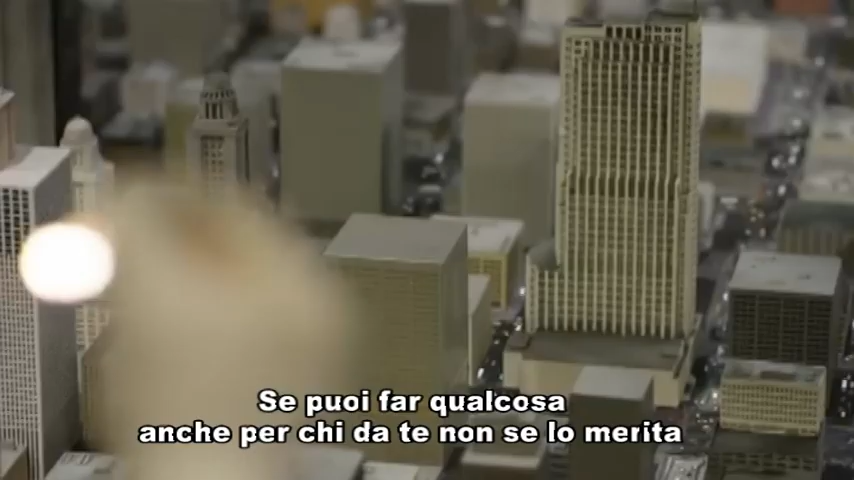 Se puoi far qualcosa
anche per chi da te non se lo merita